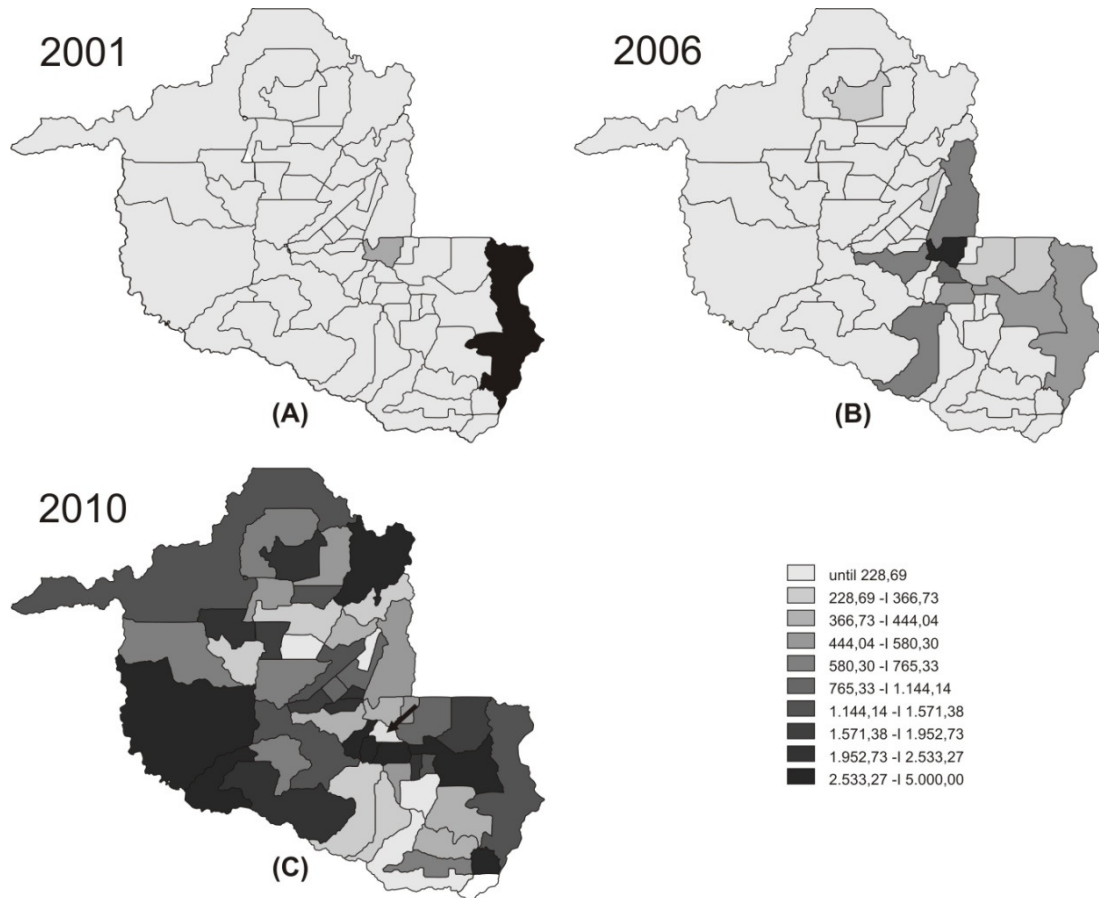 2001
2006
(A)
(B)
2010
(C)
until 228,69
228,69 -I 366,73
366,73 -I 444,04
444,04 -I 580,30
580,30 -I 765,33
765,33 -I 1.144,14
1.144,14 -I 1.571,38
1.571,38 -I 1.952,73
1.952,73 -I 2.533,27
2.533,27 -I 5.000,00